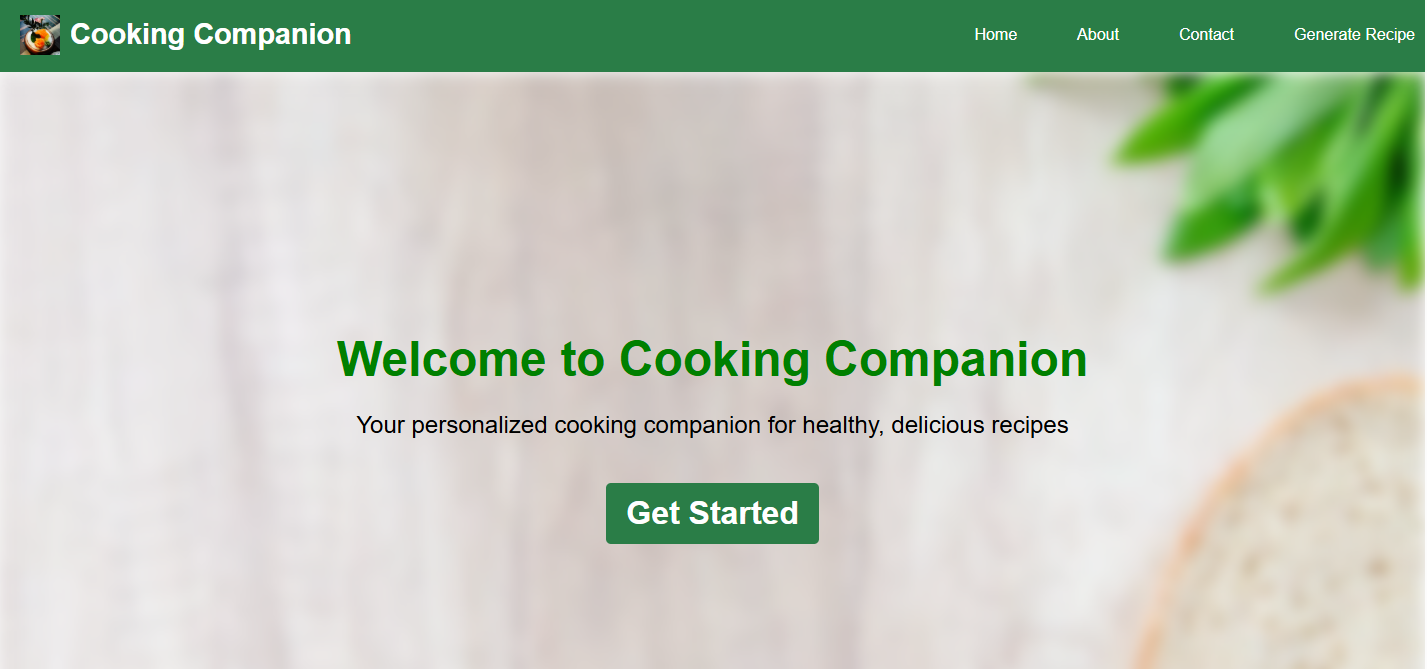 Cooking Companion
Home
About
Contact
Generate Recipe
Welcome to Cooking Companion
Your personalized cooking companion for healthy, delicious recipes
Get Started